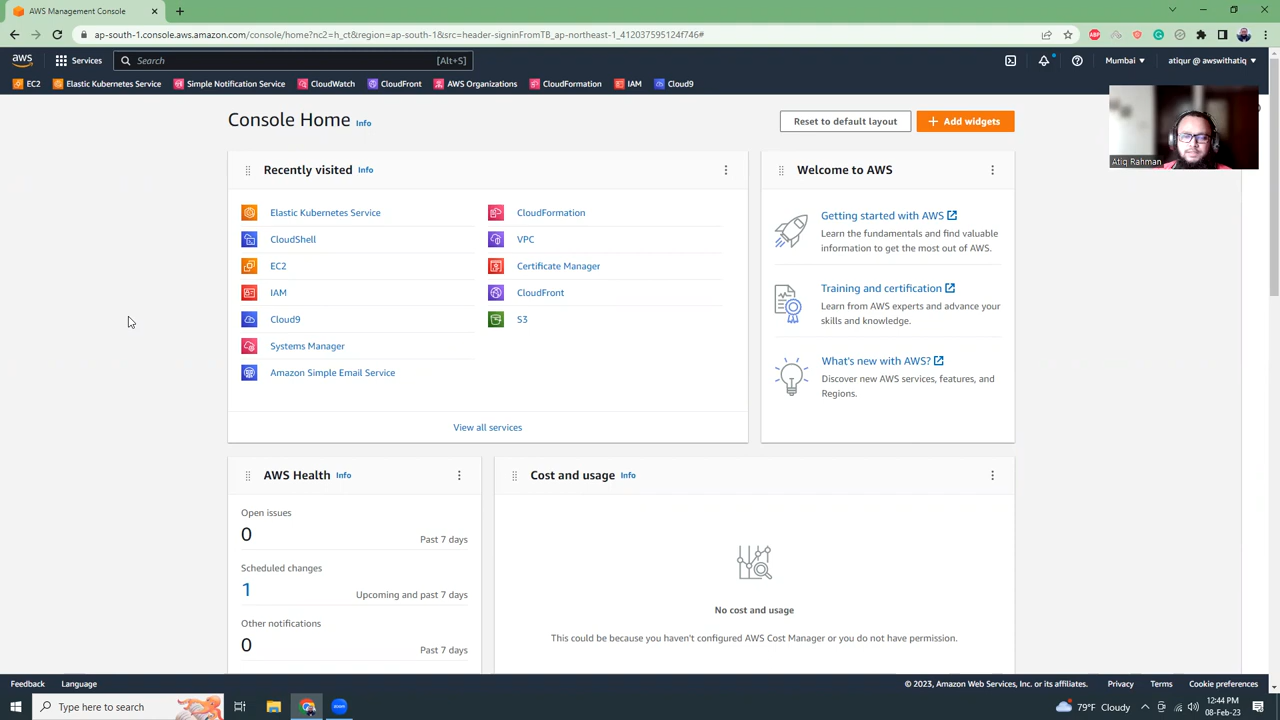 AWS Management Console
ap-south-1.console.aws.amazon.com/console/home?nc2=h_ct&region=ap-south-1&src=header-signinFromTB_ap-northeast-1_412037595124f746#
aws
Services
Search
[Alt+S]
Mumbai
atiqur @ awswithatiq
EC2
Elastic Kubernetes Service
Simple Notification Service
CloudWatch
CloudFront
AWS Organizations
CloudFormation
IAM
Cloud9
Console Home Info
Reset to default layout
Add widgets
Atiq Rahman
Recently visited Info
Elastic Kubernetes Service
CloudShell
EC2
IAM
Cloud9
Systems Manager
Amazon Simple Email Service
CloudFormation
VPC
Certificate Manager
CloudFront
S3
View all services
Welcome to AWS
Getting started with AWS
Learn the fundamentals and find valuable
information to get the most out of AWS.
Training and certification
Learn from AWS experts and advance your
skills and knowledge.
What's new with AWS?
Discover new AWS services, features, and
Regions.
AWS Health Info
Open issues
0
Past 7 days
Scheduled changes
1
Upcoming and past 7 days
Other notifications
0
Past 7 days
Cost and usage Info
No cost and usage
This could be because you haven't configured AWS Cost Manager or you do not have permission.
Feedback
Language
© 2023, Amazon Web Services, Inc. or its affiliates.
Privacy
Terms
Cookie preferences
Type here to search
zoom
79°F Cloudy
12:44 PM
08-Feb-23